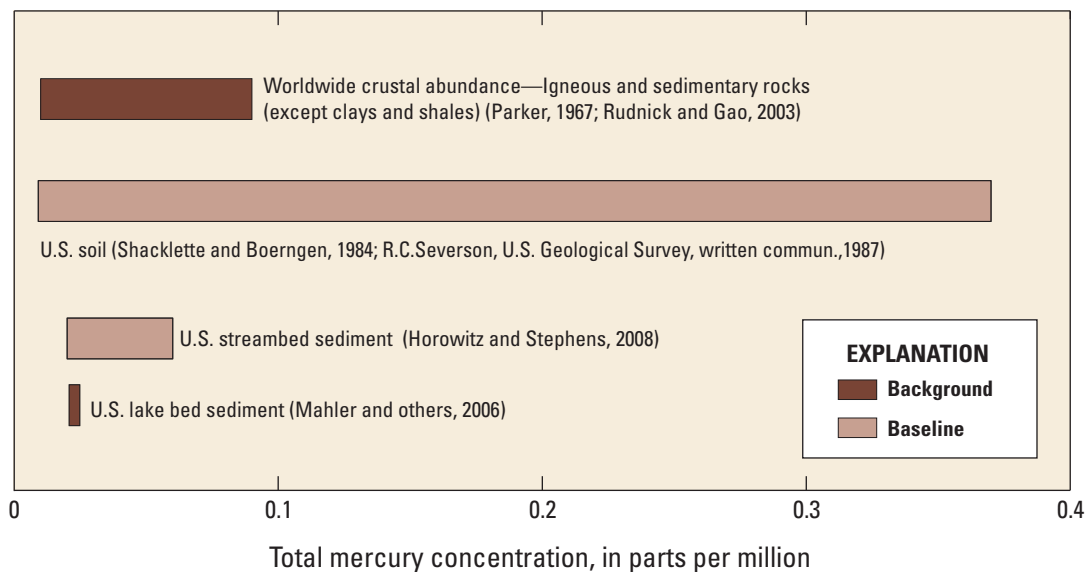 Worldwide crustal abundance—Igneous and sedimentary rocks
(except clays and shales) (Parker, 1967; Rudnick and Gao, 2003)
U.S. soil (Shacklette and Boerngen, 1984; R.C.Severson, U.S. Geological Survey, written commun.,1987)
U.S. streambed sediment (Horowitz and Stephens, 2008)
U.S. lake bed sediment (Mahler and others, 2006)
EXPLANATION
Background
Baseline
0 0.1 0.2 0.3 0.4
Total mercury concentration, in parts per million